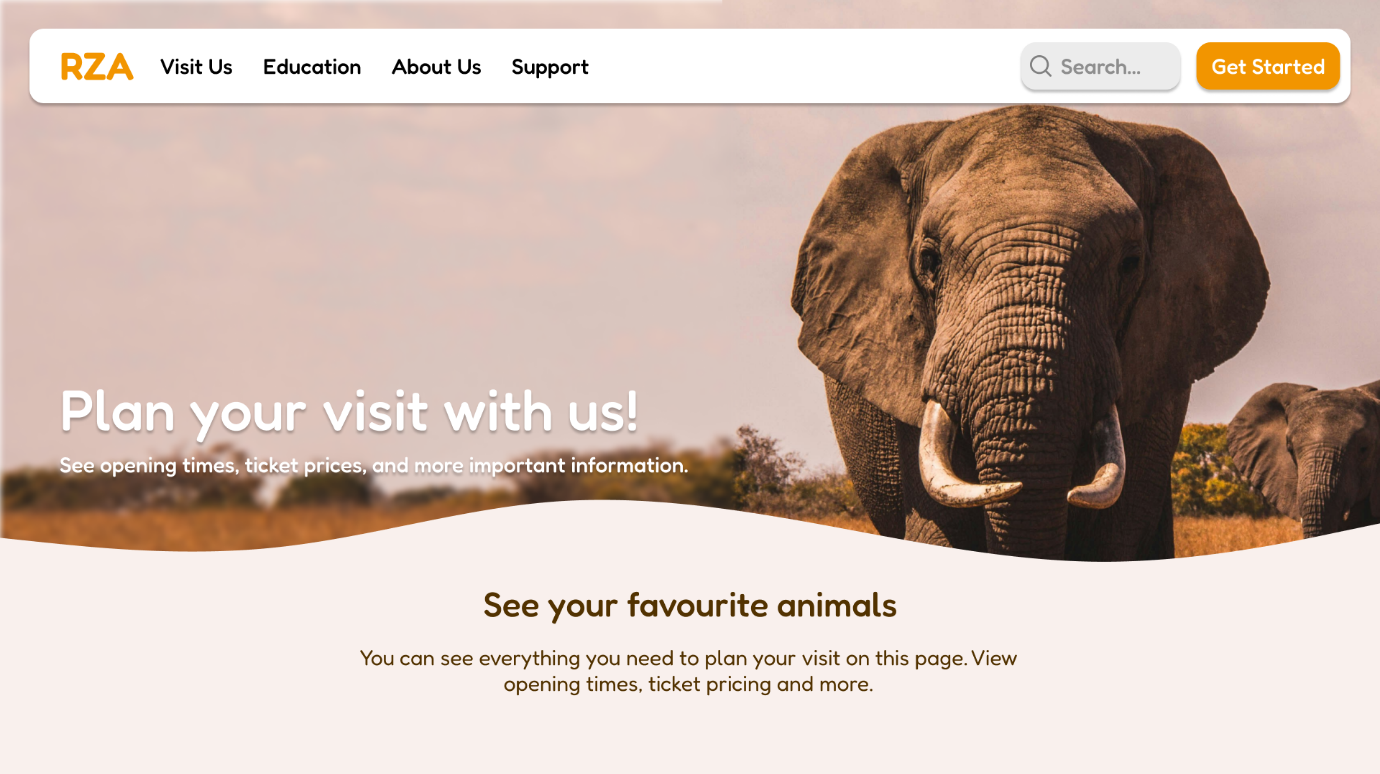 RZA Visit Us Education About Us Support Search... Get Started
Plan your visit with us!
See opening times, ticket prices, and more important information.
See your favourite animals
You can see everything you need to plan your visit on this page. View
opening times, ticket pricing and more.